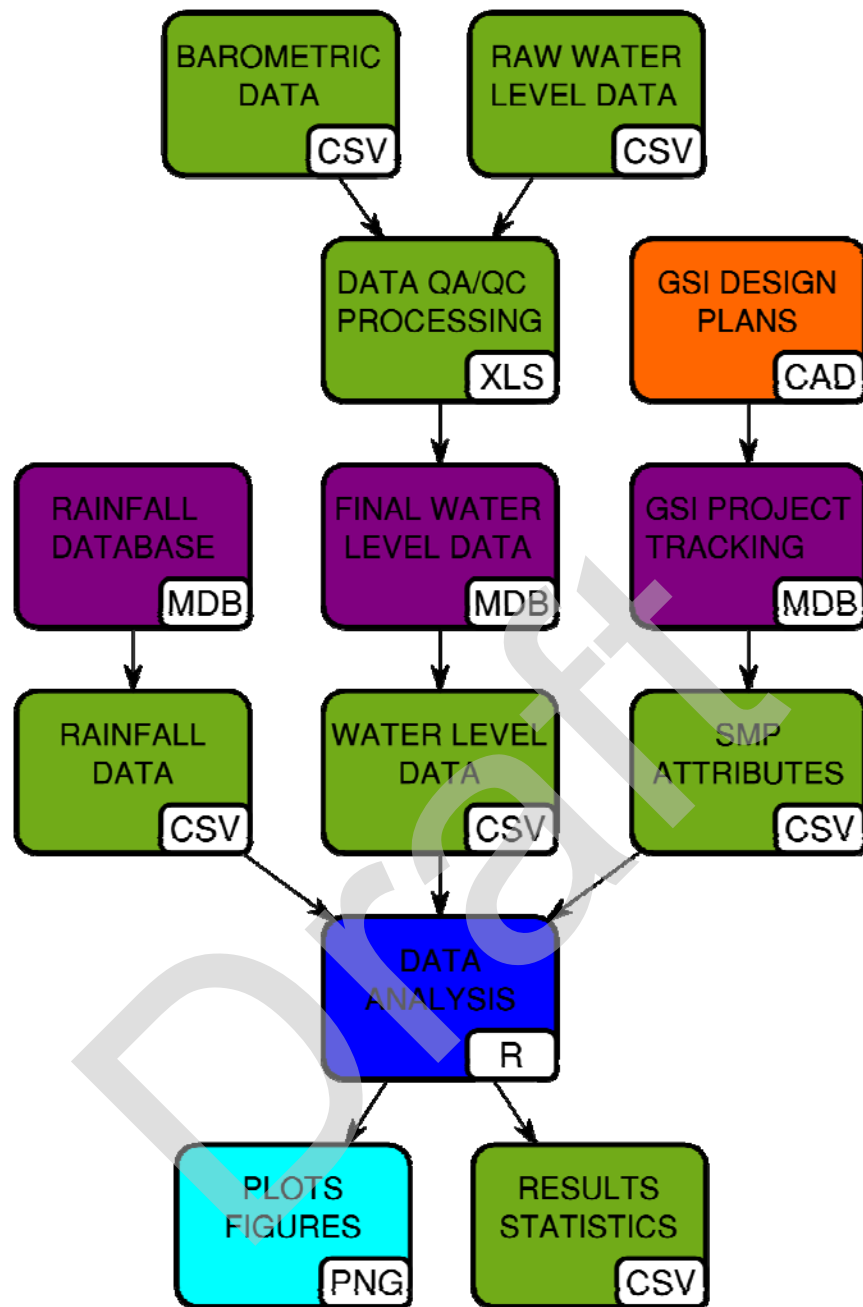 BAROMETRIC
DATA
CSV
RAW WATER
LEVEL DATA
CSV
DATA QA/QC
PROCESSING
XLS
GSI DESIGN
PLANS
CAD
RAINFALL
DATABASE
MDB
FINAL WATER
LEVEL DATA
MDB
GSI PROJECT
TRACKING
MDB
RAINFALL
DATA
CSV
WATER LEVEL
DATA
CSV
SMP
ATTRIBUTES
CSV
DATA
ANALYSIS
R
PLOTS
FIGURES
PNG
RESULTS
STATISTICS
CSV
Draft